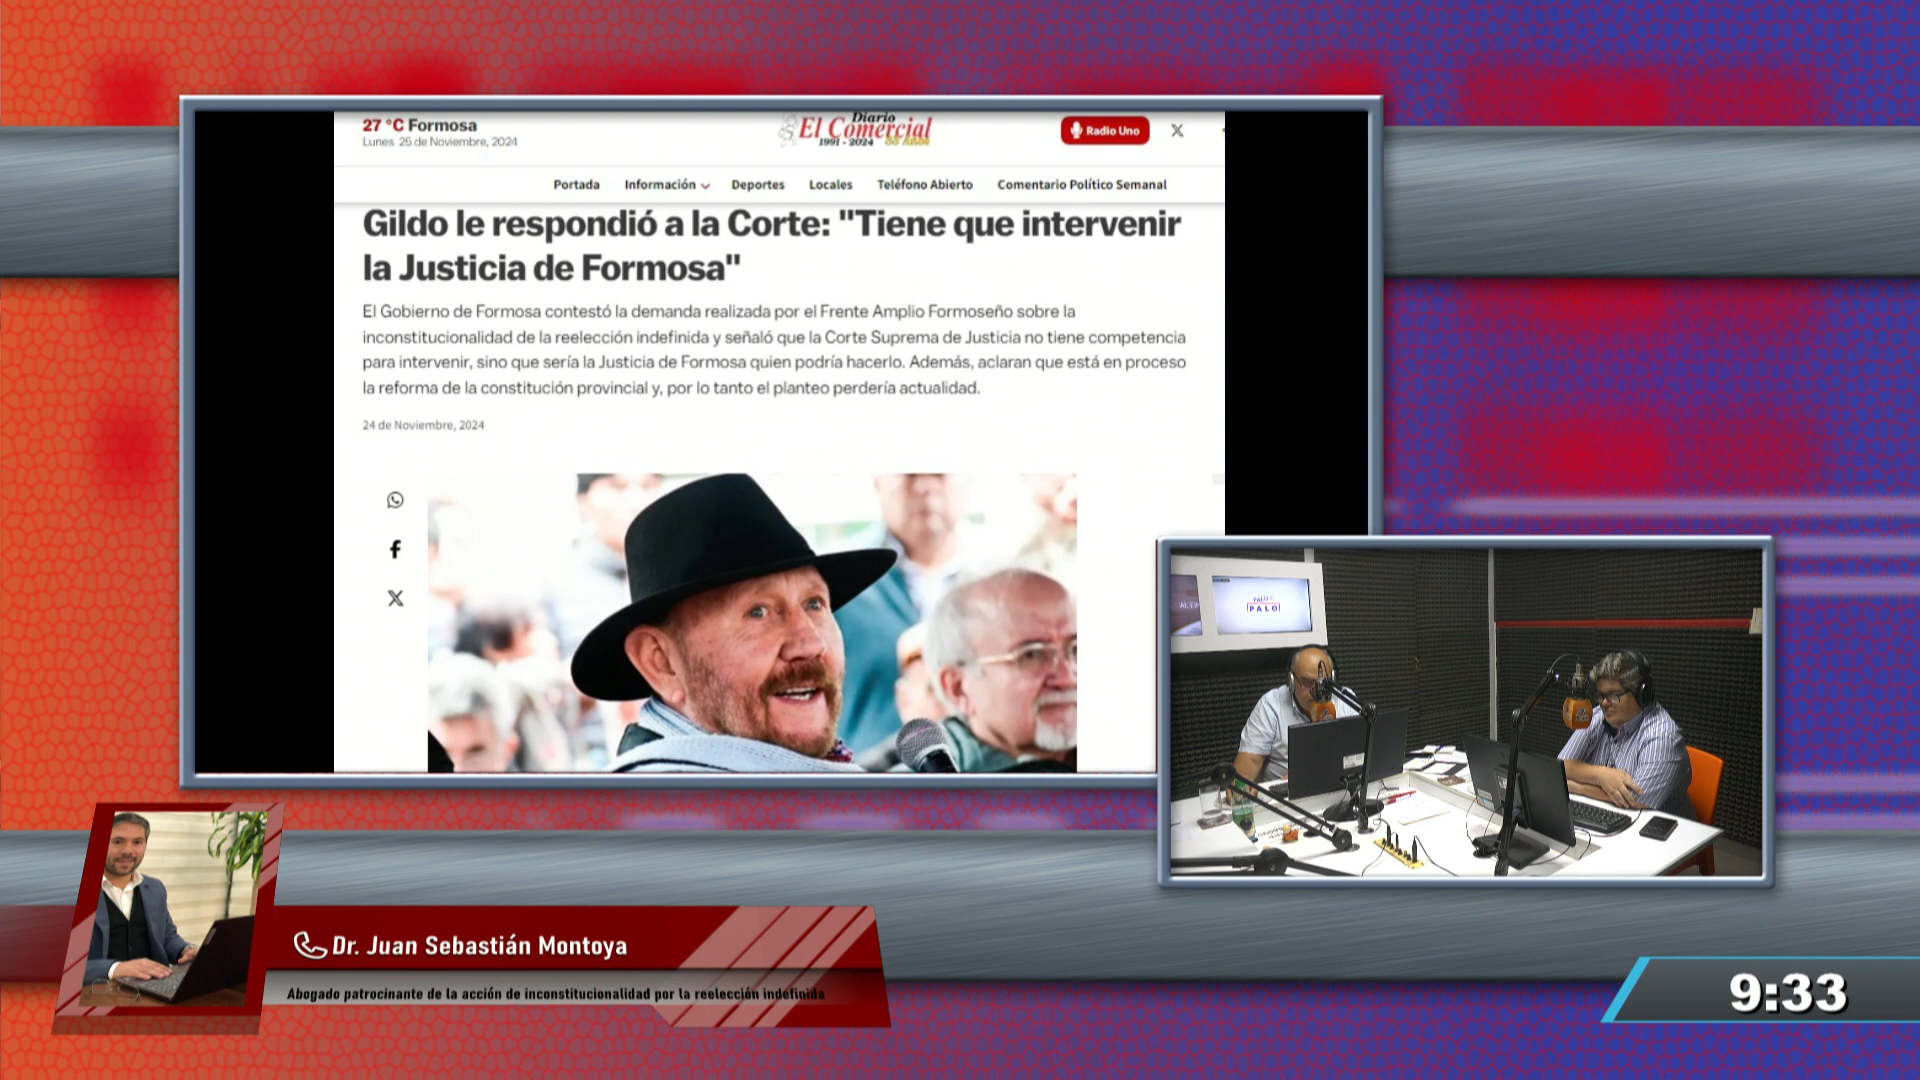 27 °C Formosa
Lunes 25 de Noviembre, 2024
Diario
El Comercial
1991 - 2024 33 Años
Radio Uno
Portada Información Deportes Locales Teléfono Abierto Comentario Político Semanal
Gildo le respondió a la Corte: "Tiene que intervenir
la Justicia de Formosa"
El Gobierno de Formosa contestó la demanda realizada por el Frente Amplio Formoseño sobre la
inconstitucionalidad de la reelección indefinida y señaló que la Corte Suprema de Justicia no tiene competencia
para intervenir, sino que sería la Justicia de Formosa quien podría hacerlo. Además, aclaran que está en proceso
la reforma de la constitución provincial y, por lo tanto el planteo perdería actualidad.
24 de Noviembre, 2024
PALO A
PALO
Dr. Juan Sebastián Montoya
Abogado patrocinante de la acción de inconstitucionalidad por la reelección indefinida
9:33